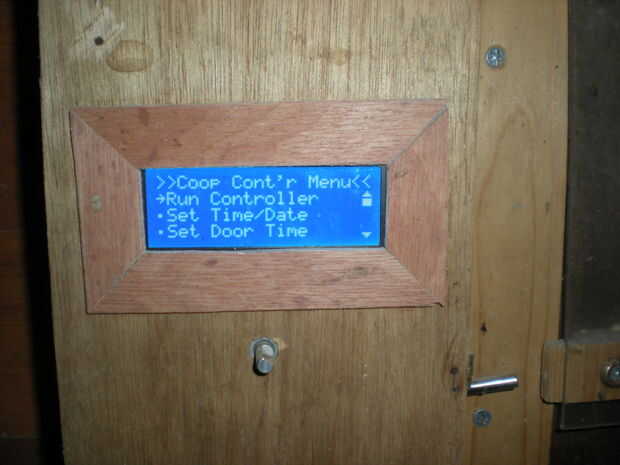 >>Coop Cont'r Menu<<
→Run Controller
·Set Time/Date
·Set Door Time